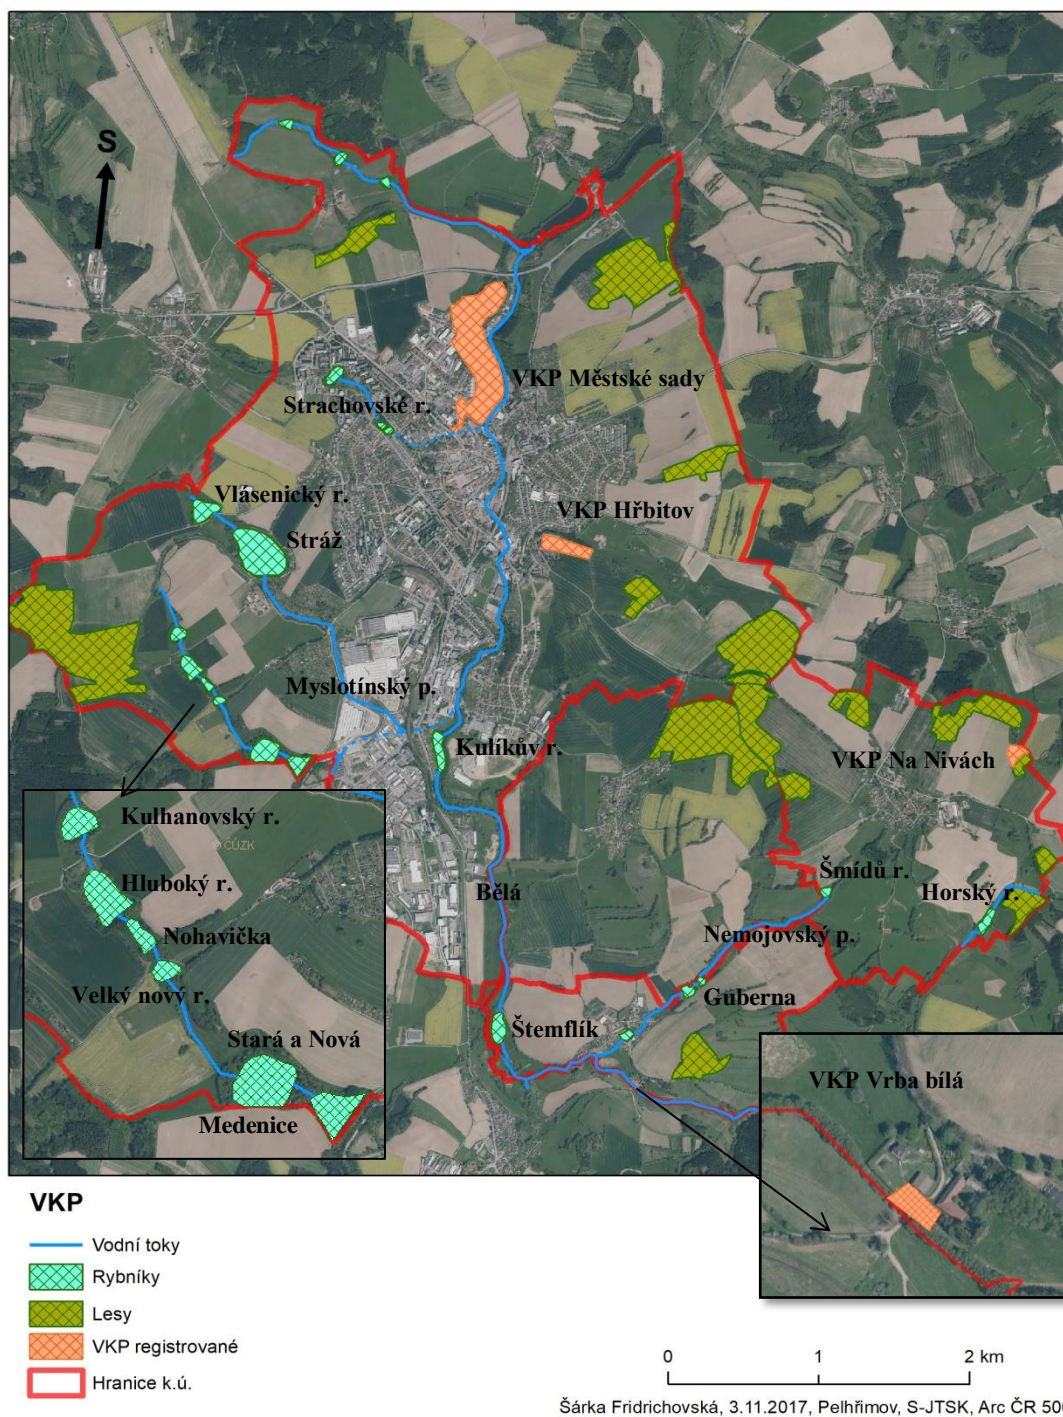 S
VKP Městské sady
Strachovské r.
Vlásenický r.
VKP Hřbitov
Stráž
Myslotínský p.
Kulíkův r.
VKP Na Nivách
Kulhanovský r.
© ČÚZK
Šmídů r.
Hluboký r.
Bělá
Horský r.
Nohavička
Nemojovský p.
Velký nový r.
Guberna
Stará a Nová
Štemflík
VKP Vrba bílá
Medenice
© ČÚZK
VKP
Vodní toky
Rybníky
Lesy
VKP registrované
Hranice k.ú.
0 1 2 km
Šárka Fridrichovská, 3.11.2017, Pelhřimov, S-JTSK, Arc ČR 50